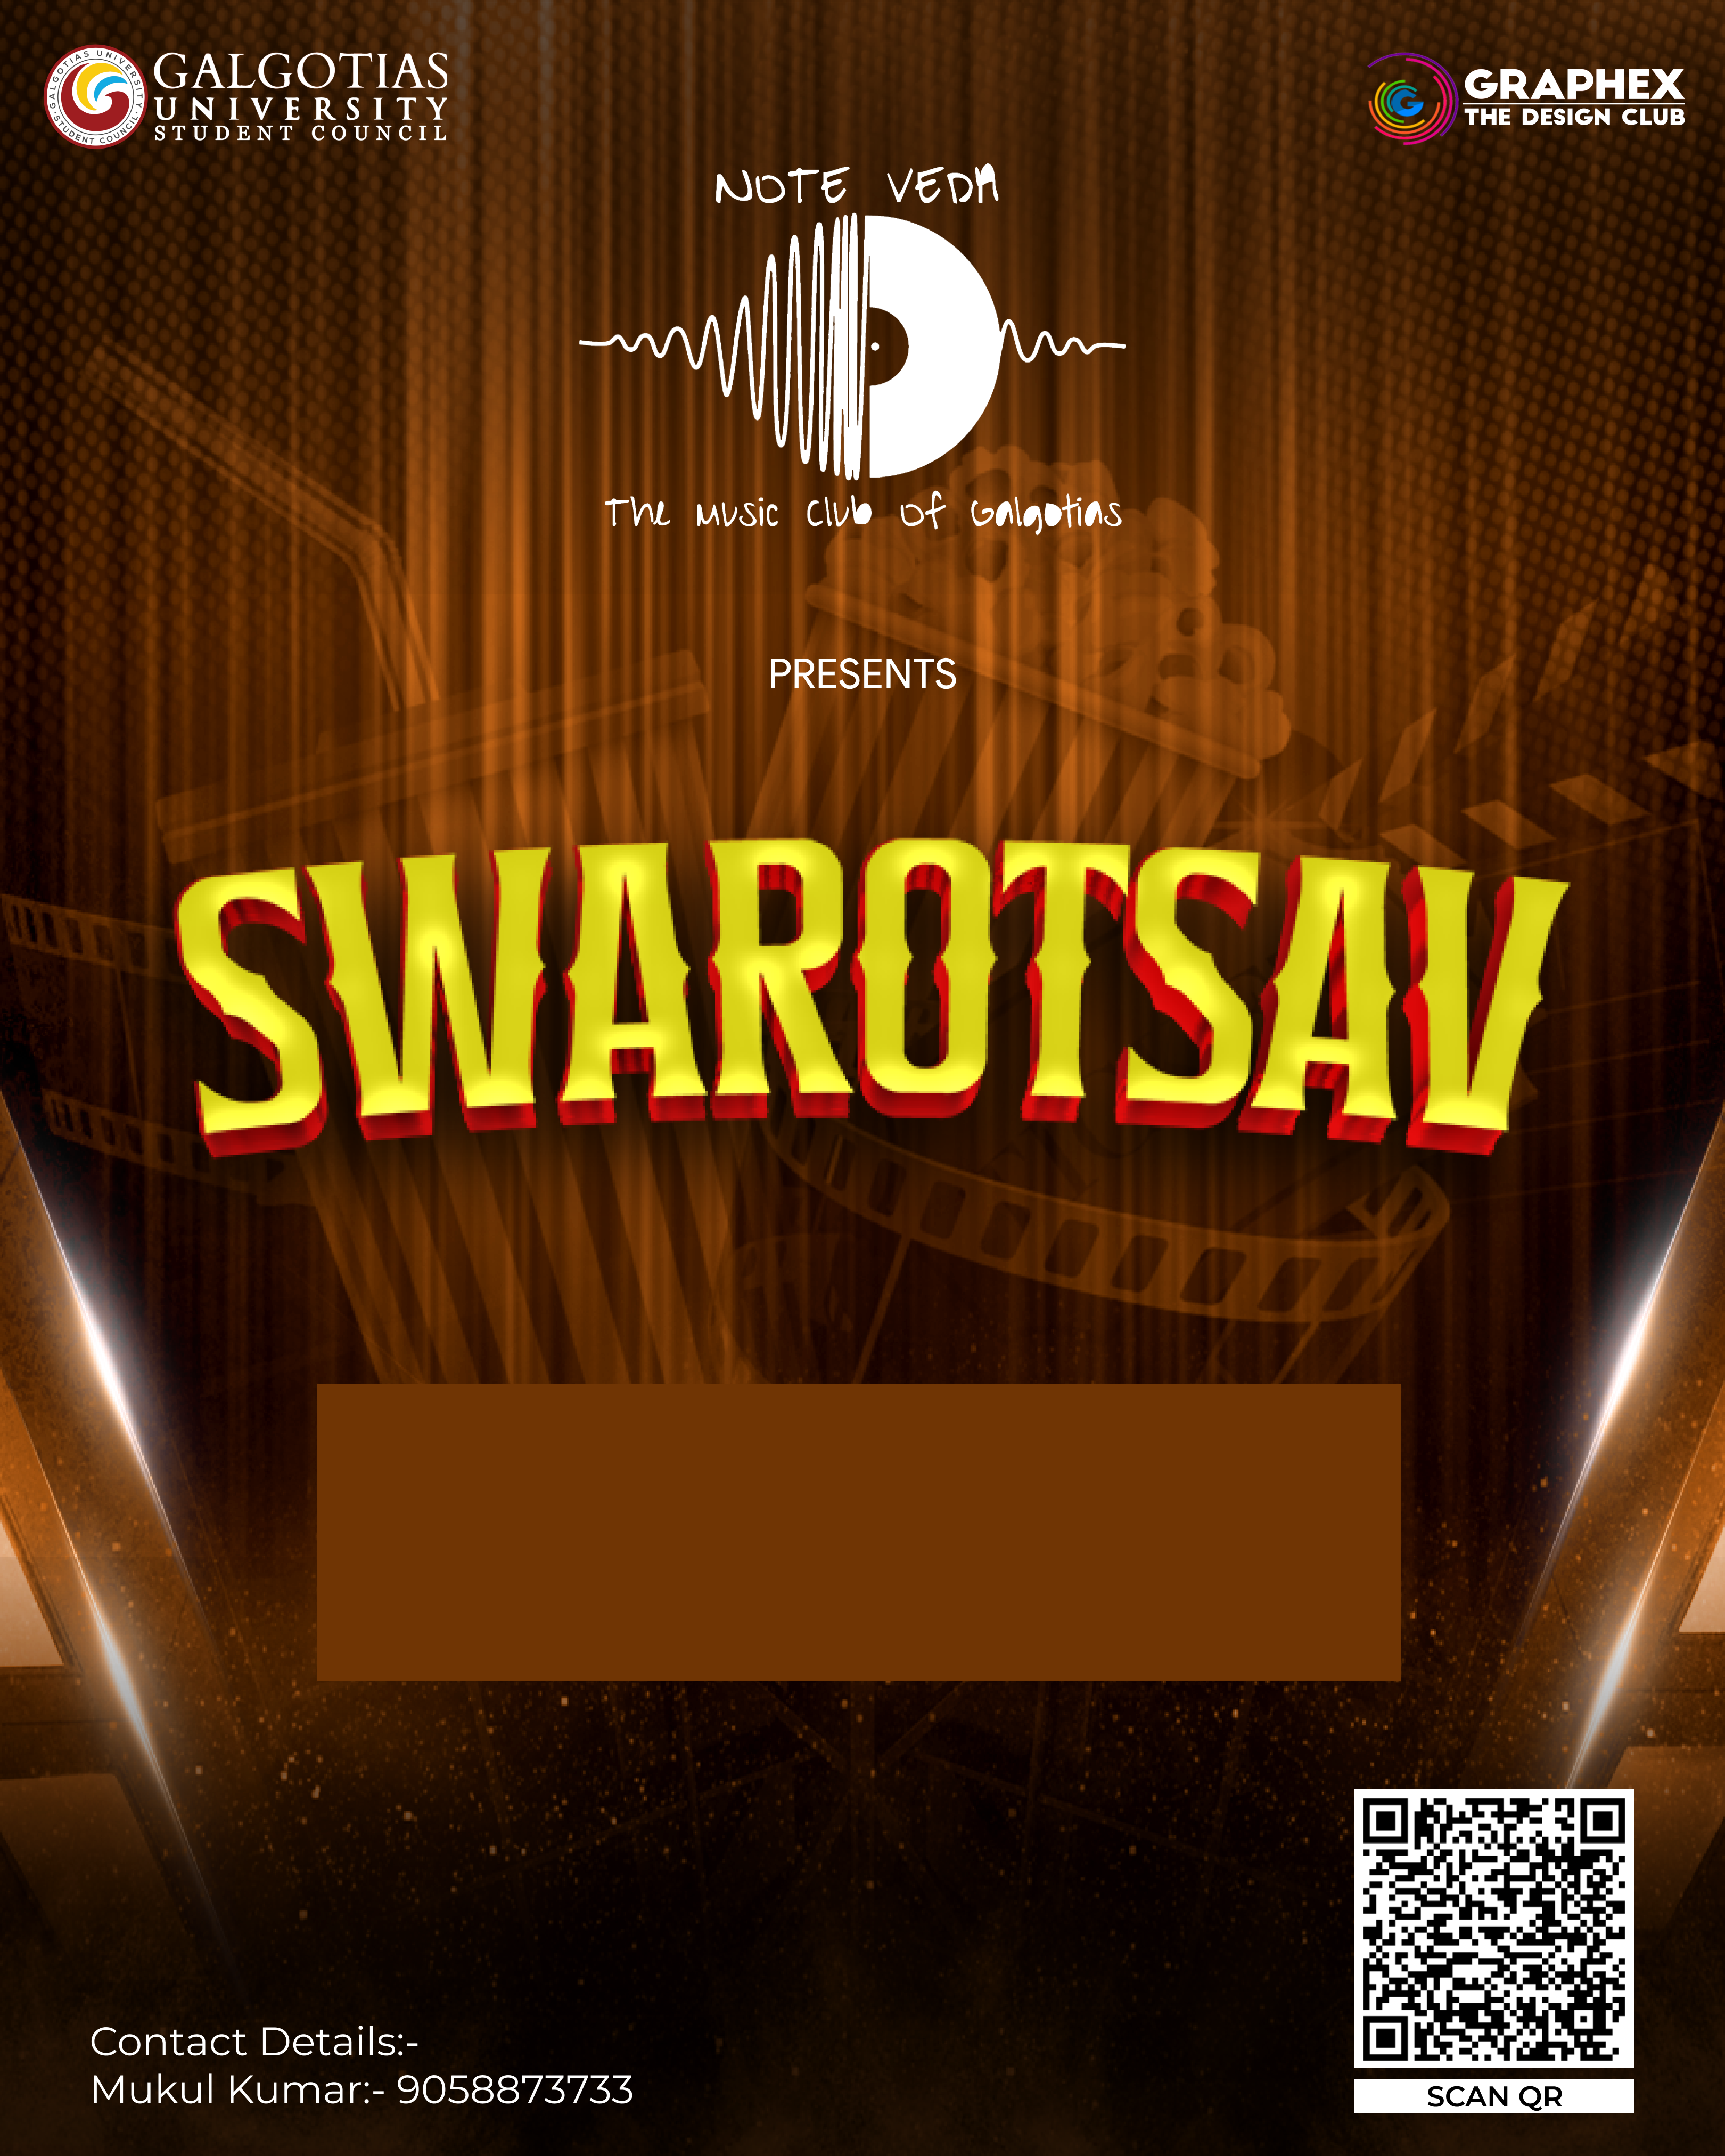 GALGOTIAS UNIVERSITY
STUDENT COUNCIL
GALGOTIAS
UNIVERSITY
STUDENT COUNCIL
G
GRAPHEX
THE DESIGN CLUB
NOTE VEDA
The Music Club of Galgotias
PRESENTS
SWAROTSAV
Contact Details:-
Mukul Kumar:- 9058873733
SCAN QR